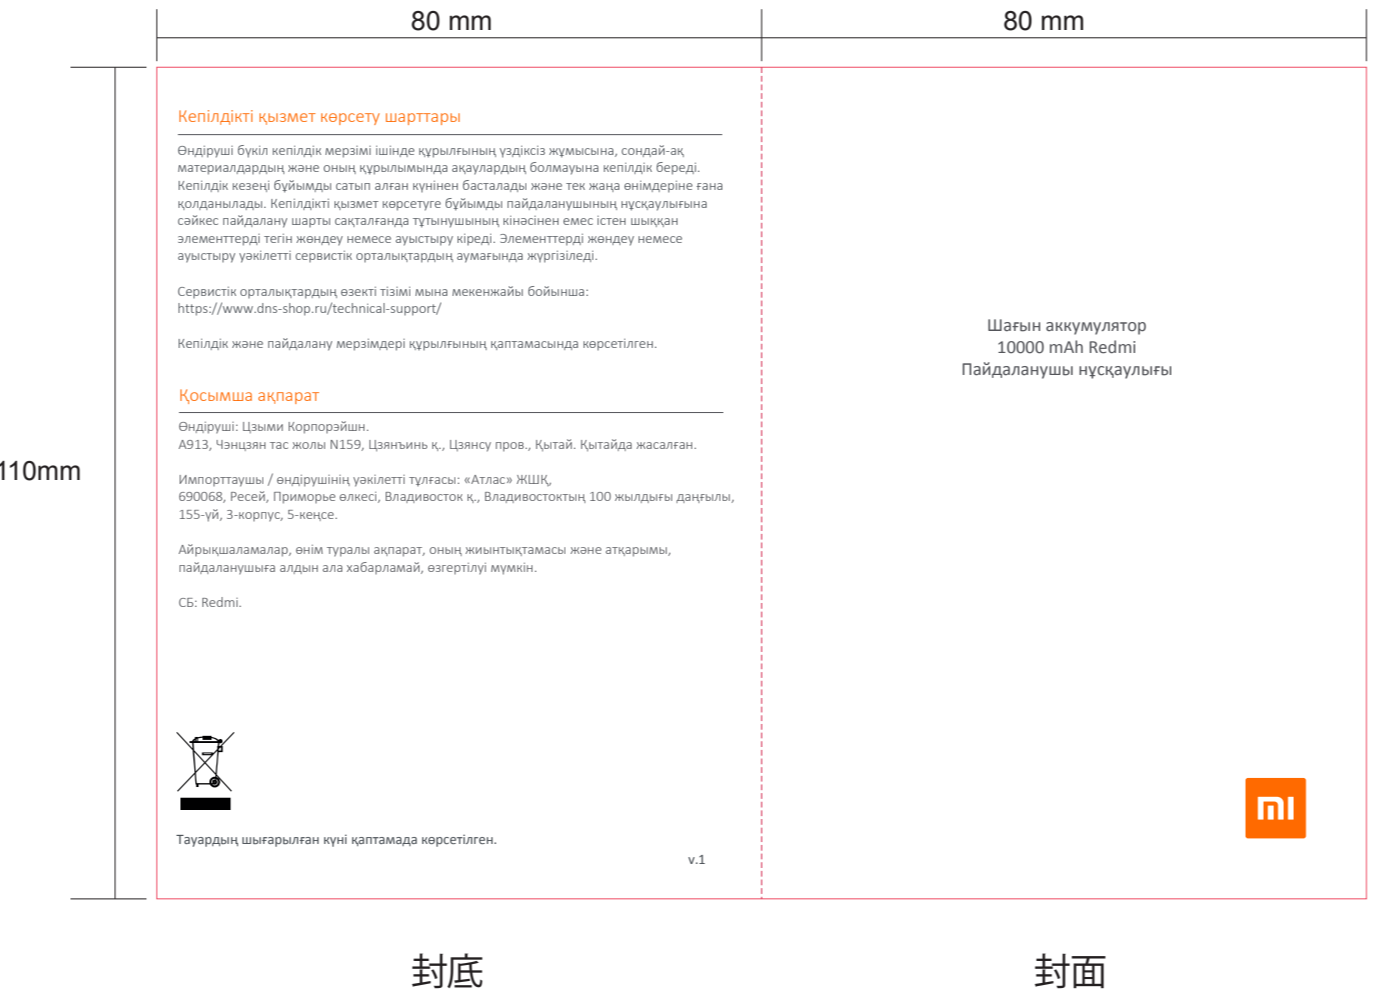 80 mm
80 mm
110mm
Кепілдікті қызмет көрсету шарттары
Өндіруші бүкіл кепілдік мерзімі ішінде құрылғының үздіксіз жұмысына, сондай-ақ
материалдардың және оның құрылымында ақаулардың болмауына кепілдік береді.
Кепілдік кезеңі бұйымды сатып алған күнінен басталады және тек жаңа өнімдеріне ғана
қолданылады. Кепілдікті қызмет көрсетуге бұйымды пайдаланушының нұсқаулығына
сәйкес пайдалану шарты сақталғанда тұтынушының кінәсінен емес істен шыққан
элементтерді тегін жөндеу немесе ауыстыру кіреді. Элементтерді жөндеу немесе
ауыстыру уәкілетті сервистік орталықтардың аумағында жүргізіледі.
Сервистік орталықтардың өзекті тізімі мына мекенжайы бойынша:
https://www.dns-shop.ru/technical-support/
Кепілдік және пайдалану мерзімдері құрылғының қаптамасында көрсетілген.
Қосымша ақпарат
Өндіруші: Цзыми Корпорэйшн.
А913, Чэнцзян тас жолы N159, Цзянъинь қ., Цзянсу пров., Қытай. Қытайда жасалған.
Импорттаушы / өндірушінің уәкілетті тұлғасы: «Атлас» ЖШҚ,
690068, Ресей, Приморье өлкесі, Владивосток қ., Владивостоктың 100 жылдығы даңғылы,
155-үй, 3-корпус, 5-кеңсе.
Айрықшаламалар, өнім туралы ақпарат, оның жиынтықтамасы және атқарымы,
пайдаланушыға алдын ала хабарламай, өзгертілуі мүмкін.
СБ: Redmi.
Тауардың шығарылған күні қаптамада көрсетілген.
v.1
Шағын аккумулятор
10000 mAh Redmi
Пайдаланушы нұсқаулығы
mi
封底
封面